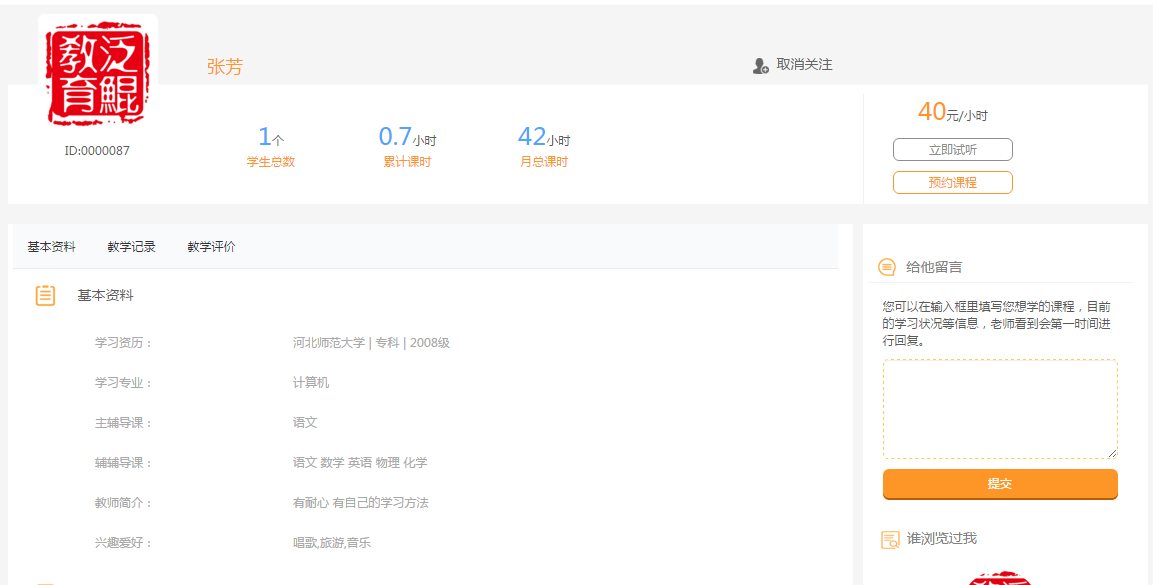 教泛
育鲲
张芳
取消关注
ID:0000087
1个
学生总数
0.7小时
累计课时
42小时
月总课时
40元/小时
立即试听
预约课程
基本资料 教学记录 教学评价
基本资料
学习资历： 河北师范大学 | 专科 | 2008级
学习专业： 计算机
主辅导课： 语文
辅辅导课： 语文 数学 英语 物理 化学
教师简介： 有耐心 有自己的学习方法
兴趣爱好： 唱歌,旅游,音乐
给他留言
您可以在输入框里填写您想学的课程，目前
的学习状况等信息，老师看到会第一时间进
行回复。
提交
谁浏览过我